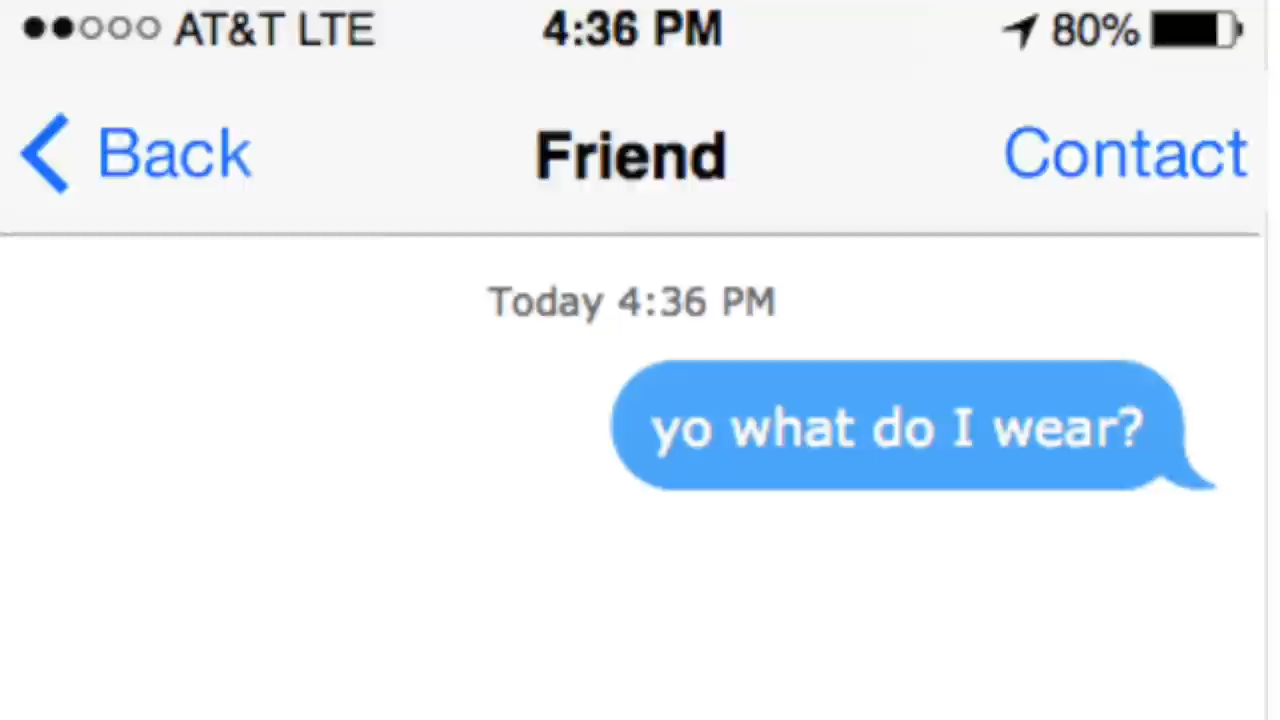 AT&T LTE 4:36 PM 80%
Back Friend Contact
Today 4:36 PM
yo what do I wear?